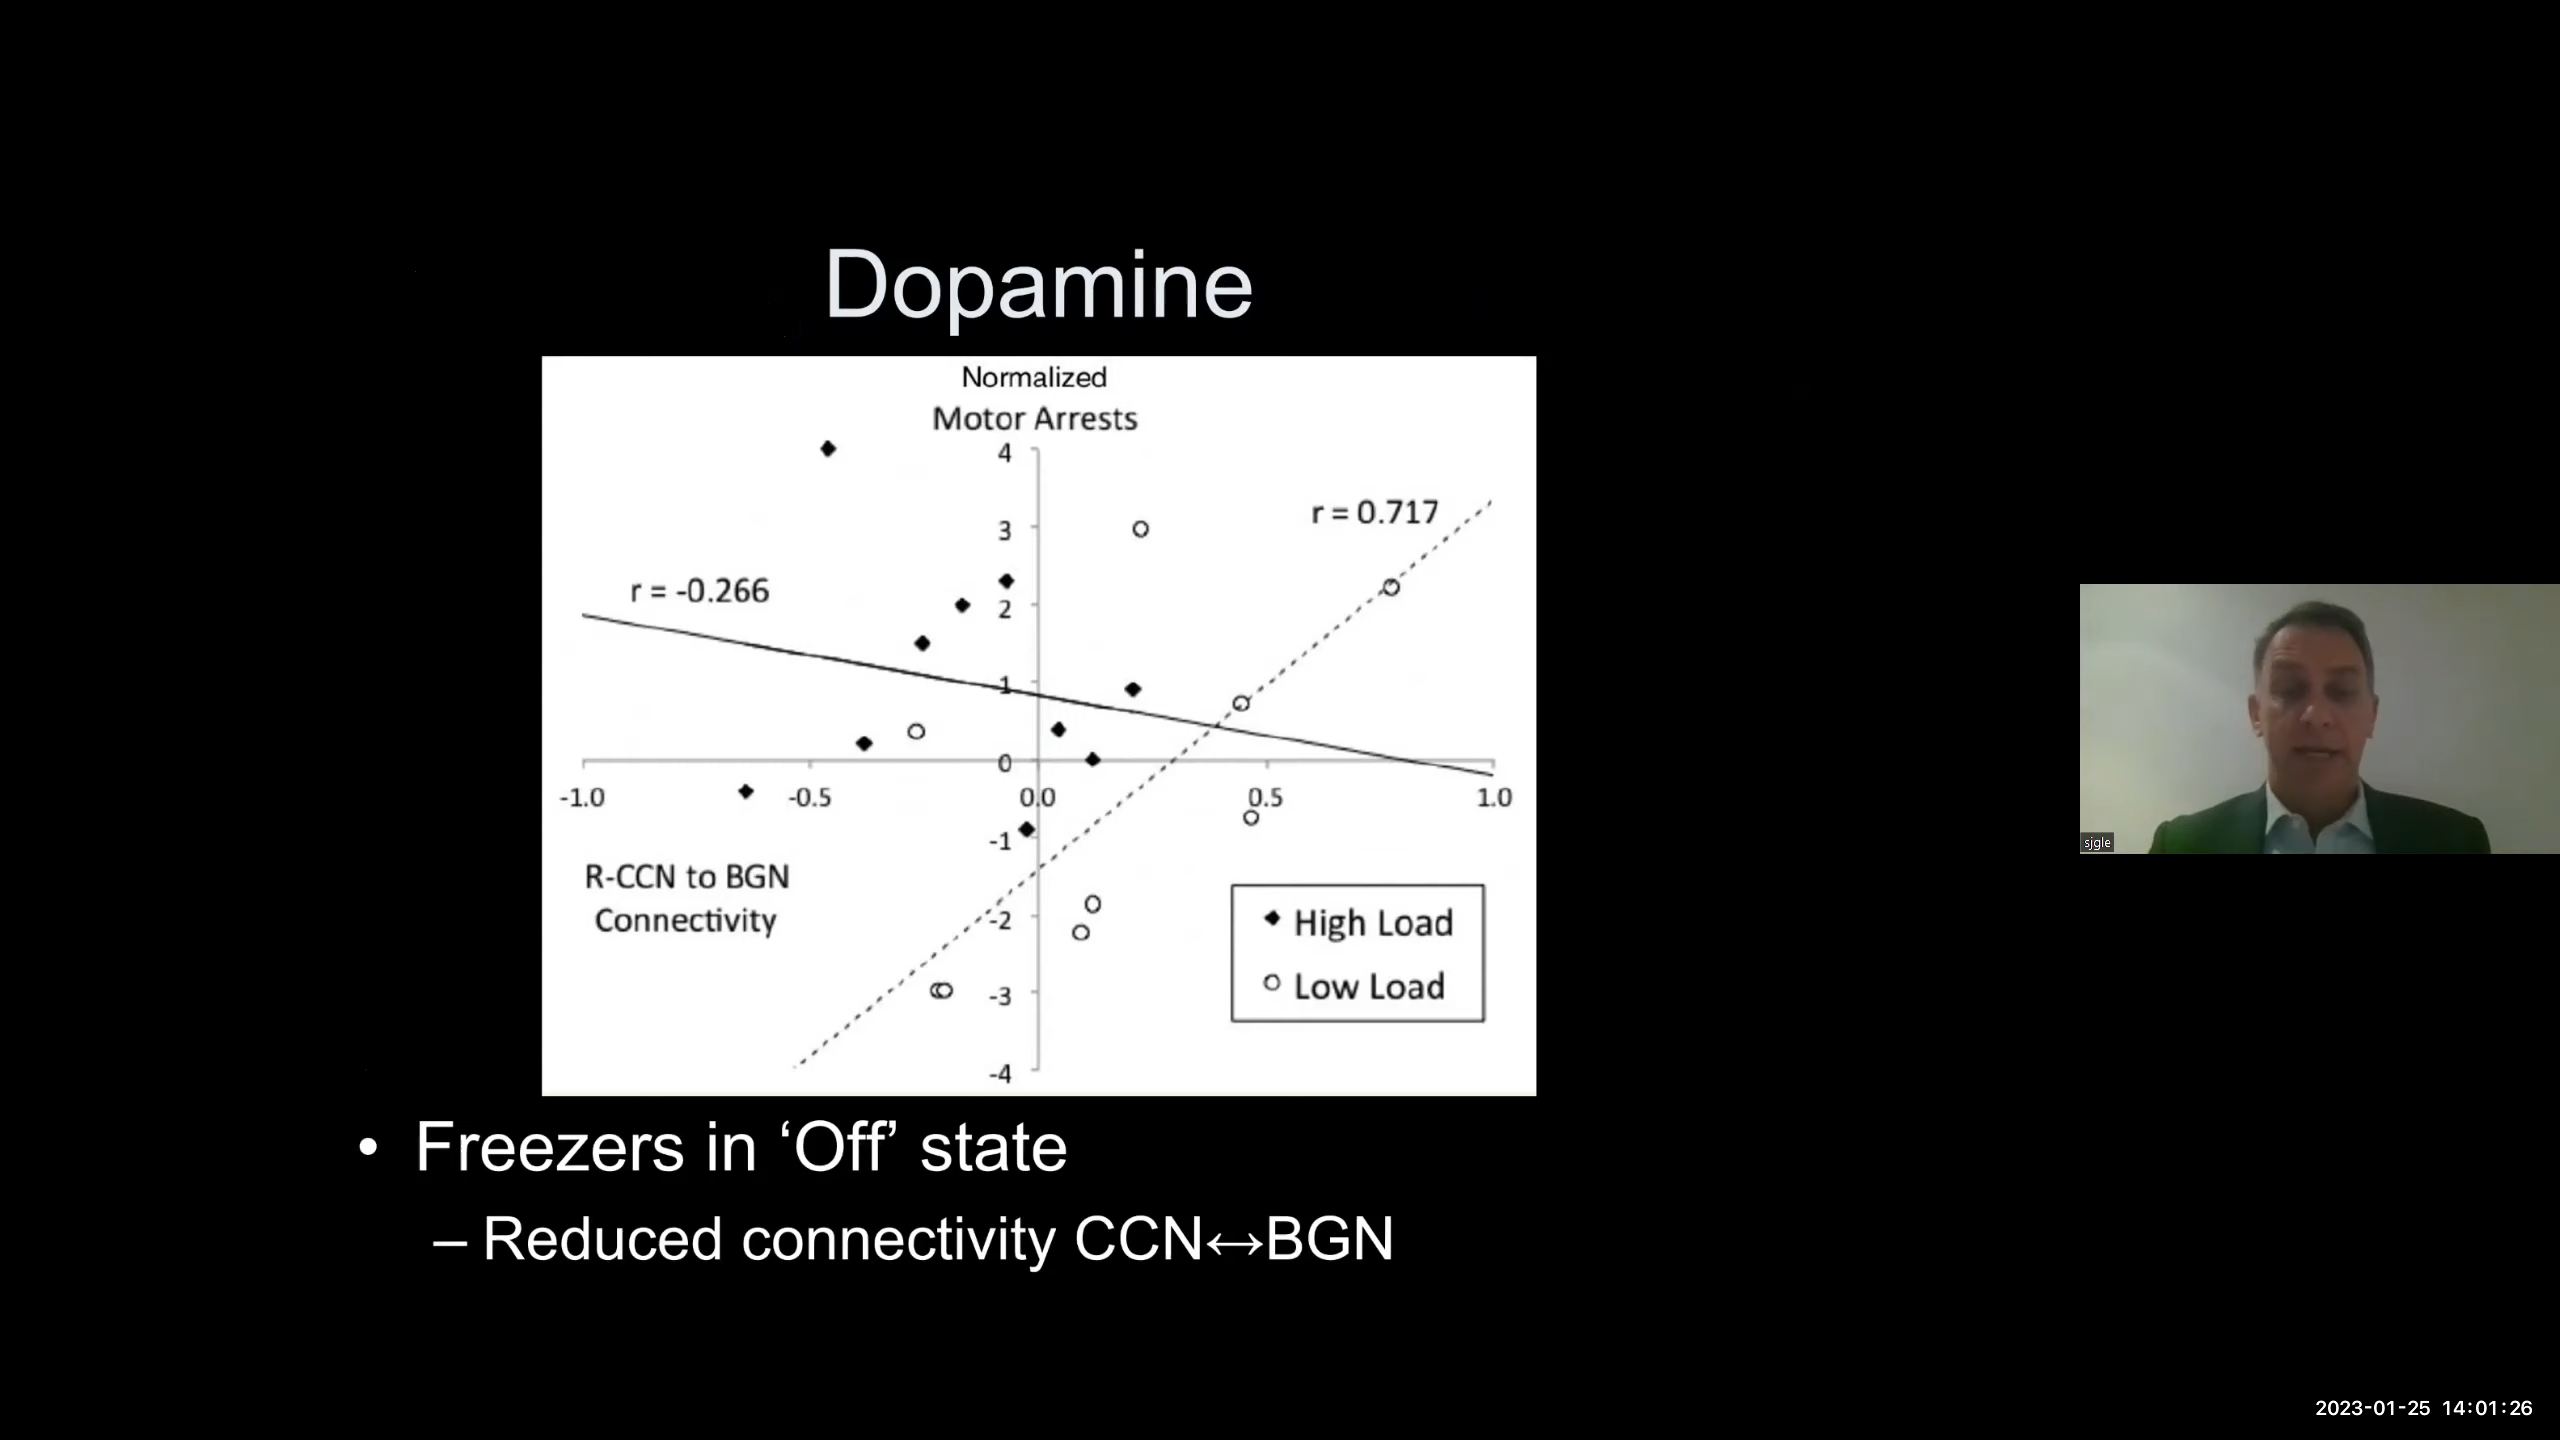 Dopamine
Normalized
Motor Arrests
4
3
2
1
0
-1
-2
-3
-4
-1.0
-0.5
0.0
0.5
1.0
r = 0.717
r = -0.266
R-CCN to BGN
Connectivity
High Load
Low Load
• Freezers in ‘Off’ state
– Reduced connectivity CCN↔BGN
sjgle
2023-01-25 14:01:26